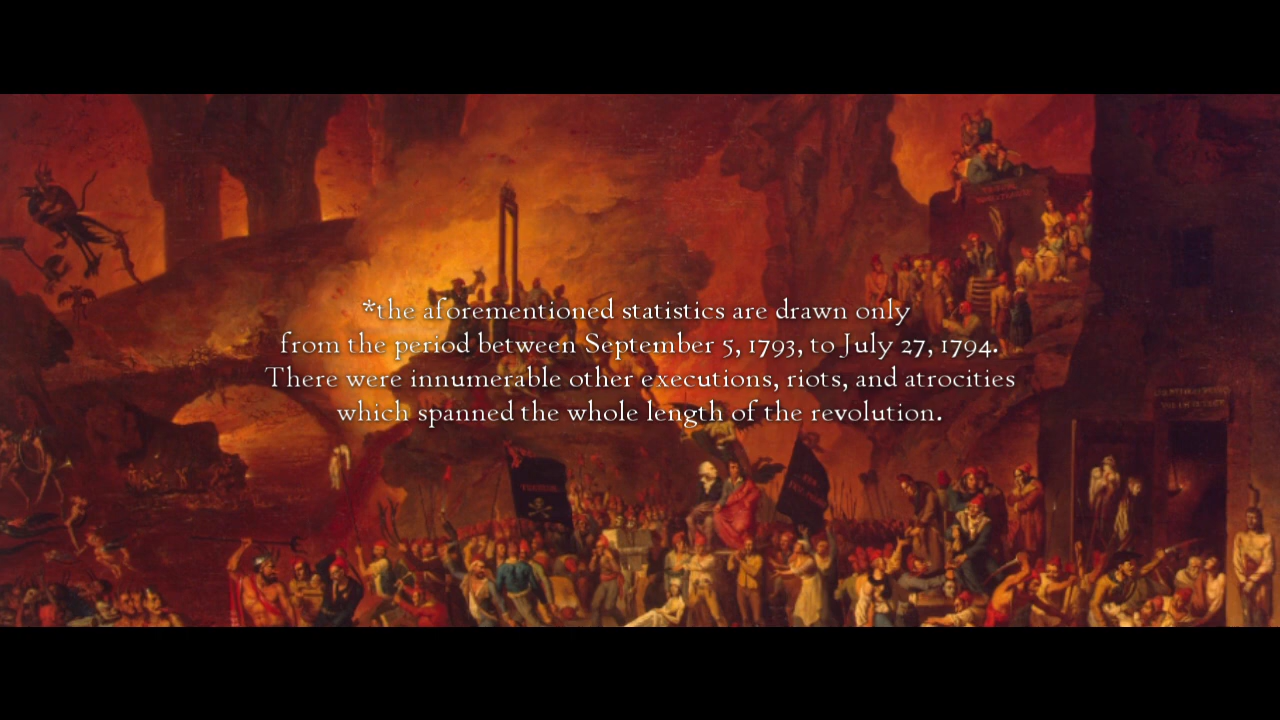 *the aforementioned statistics are drawn only
from the period between September 5, 1793, to July 27, 1794.
There were innumerable other executions, riots, and atrocities
which spanned the whole length of the revolution.